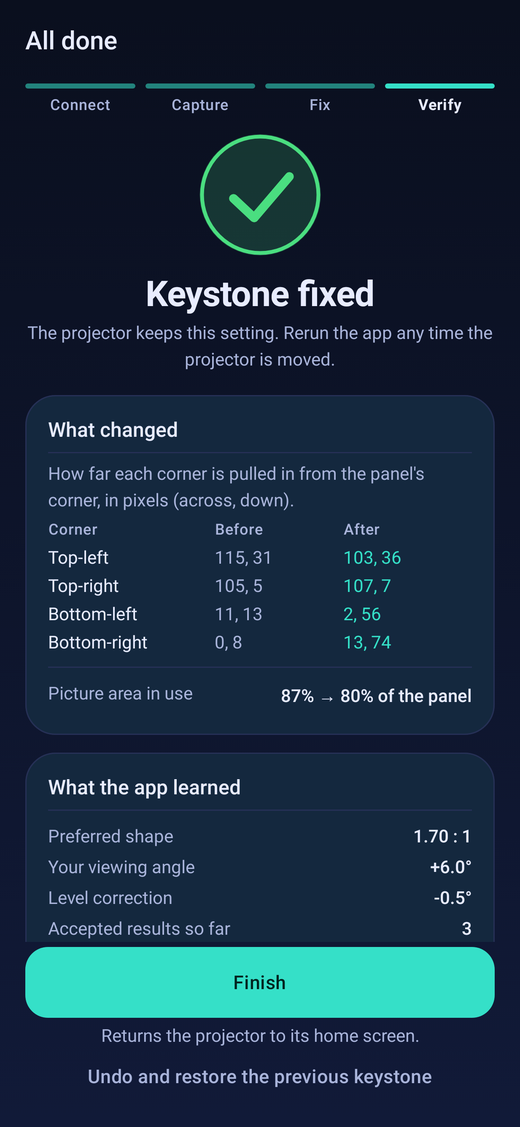 All done
Connect Capture Fix Verify
Keystone fixed
The projector keeps this setting. Rerun the app any time the
projector is moved.
What changed
How far each corner is pulled in from the panel's
corner, in pixels (across, down).
Corner Before After
Top-left 115, 31 103, 36
Top-right 105, 5 107, 7
Bottom-left 11, 13 2, 56
Bottom-right 0, 8 13, 74
Picture area in use 87% → 80% of the panel
What the app learned
Preferred shape 1.70 : 1
Your viewing angle +6.0°
Level correction -0.5°
Accepted results so far 3
Finish
Returns the projector to its home screen.
Undo and restore the previous keystone